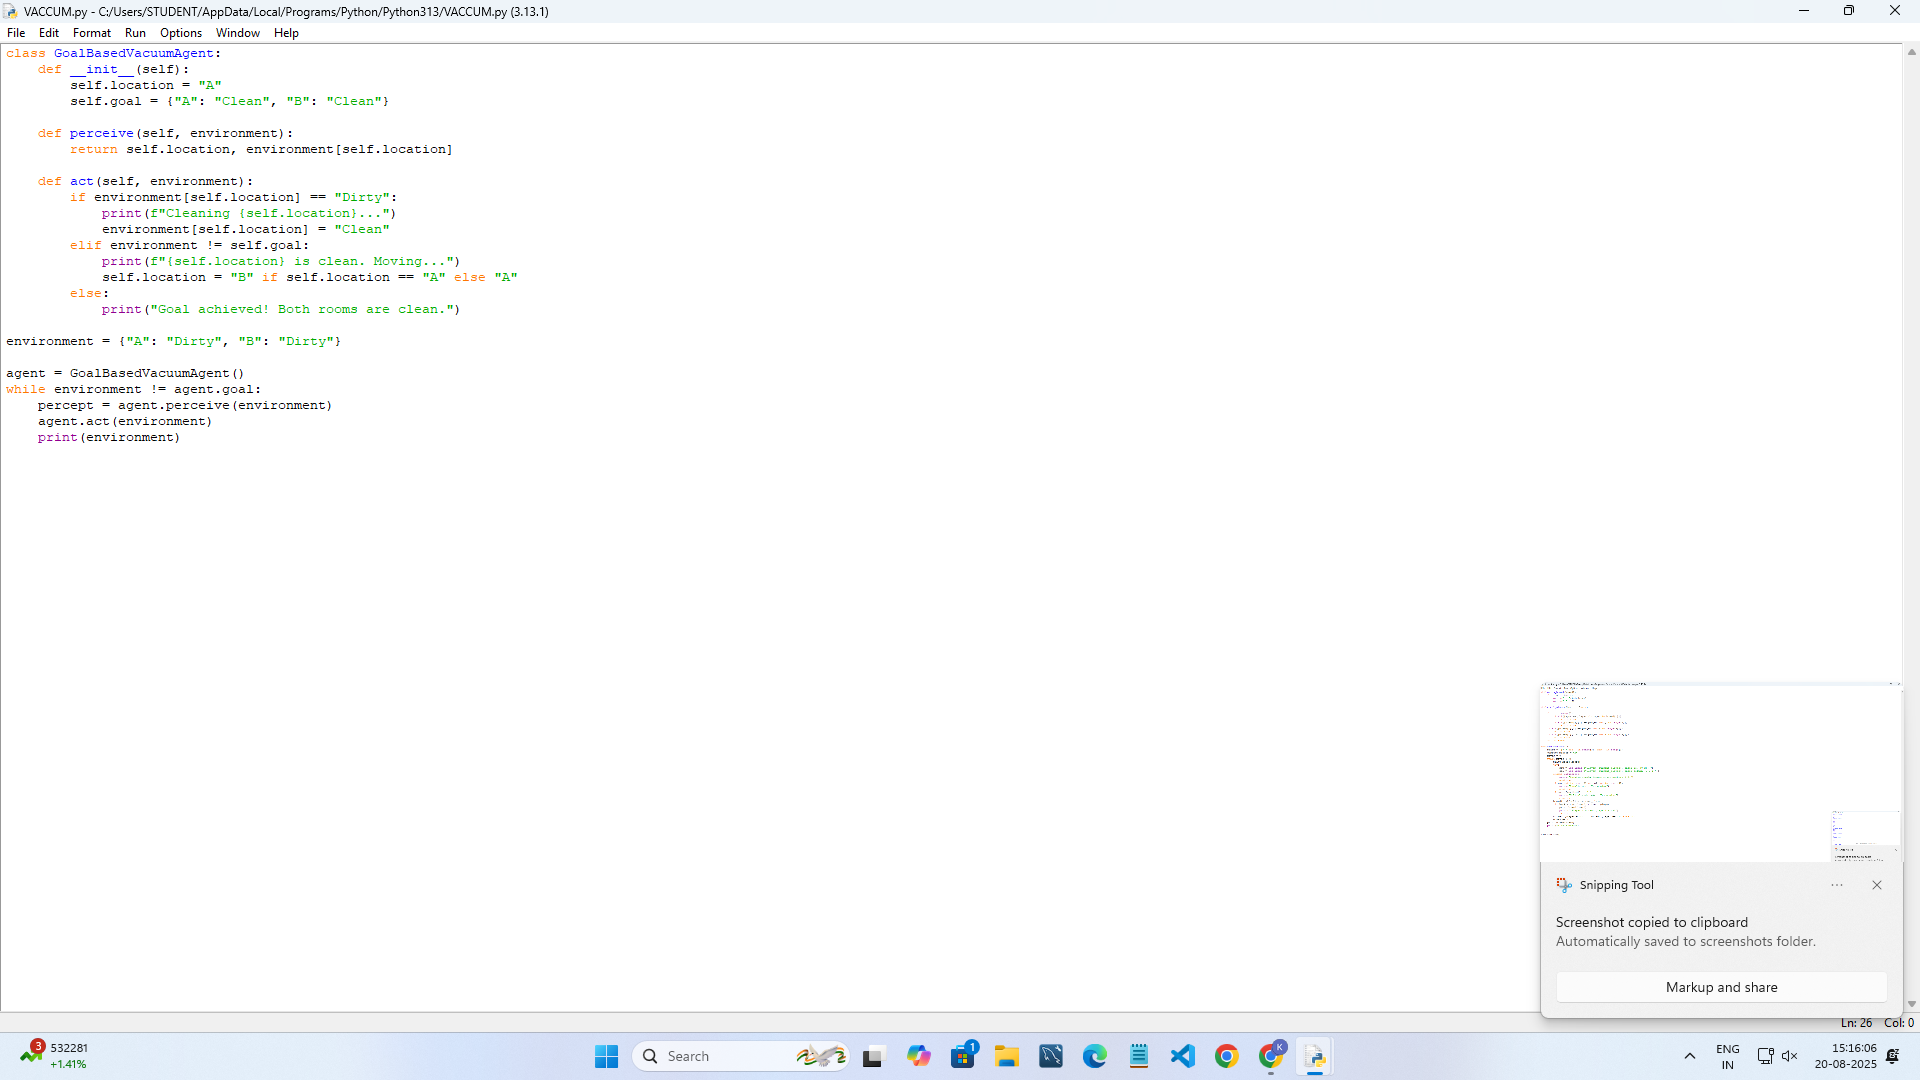 VACCUM.py - C:/Users/STUDENT/AppData/Local/Programs/Python/Python313/VACCUM.py (3.13.1)
File Edit Format Run Options Window Help
class GoalBasedVacuumAgent:
    def __init__(self):
        self.location = "A"
        self.goal = {"A": "Clean", "B": "Clean"}

    def perceive(self, environment):
        return self.location, environment[self.location]

    def act(self, environment):
        if environment[self.location] == "Dirty":
            print(f"Cleaning {self.location}...")
            environment[self.location] = "Clean"
        elif environment != self.goal:
            print(f"{self.location} is clean. Moving...")
            self.location = "B" if self.location == "A" else "A"
        else:
            print("Goal achieved! Both rooms are clean.")

environment = {"A": "Dirty", "B": "Dirty"}

agent = GoalBasedVacuumAgent()
while environment != agent.goal:
    percept = agent.perceive(environment)
    agent.act(environment)
    print(environment)
Snipping Tool
Screenshot copied to clipboard
Automatically saved to screenshots folder.
Markup and share
Ln: 26 Col: 0
3
532281
+1.41%
Search
1
K
ENG
IN
15:16:06
20-08-2025